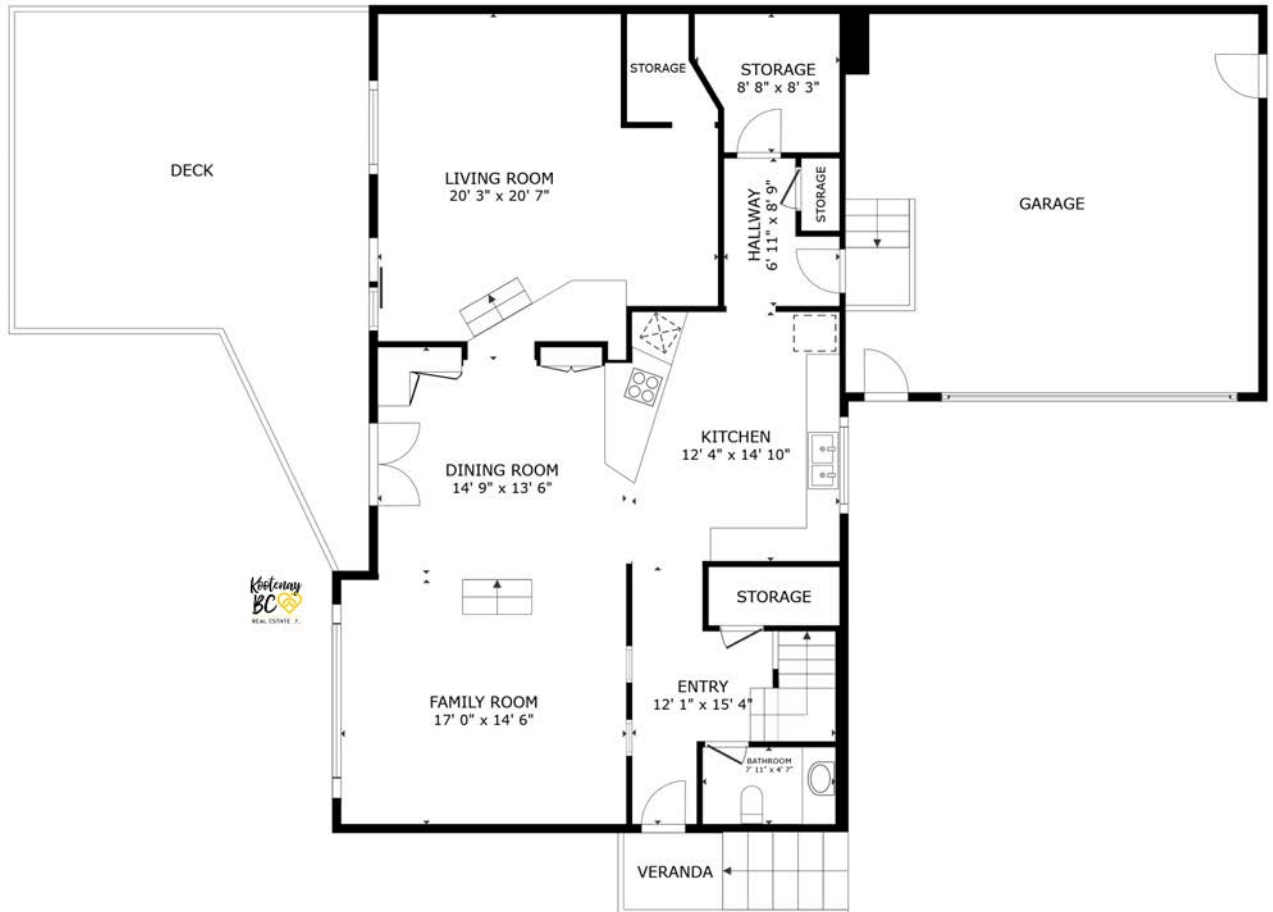 STORAGE
STORAGE
8' 8" x 8' 3"
DECK
LIVING ROOM
20' 3" x 20' 7"
STORAGE
HALLWAY
6' 11" x 8' 9"
GARAGE
KITCHEN
12' 4" x 14' 10"
DINING ROOM
14' 9" x 13' 6"
Kootenay
BC
REAL ESTATE
STORAGE
ENTRY
12' 1" x 15' 4"
FAMILY ROOM
17' 0" x 14' 6"
BATHROOM
7' 11" x 4' 7"
VERANDA